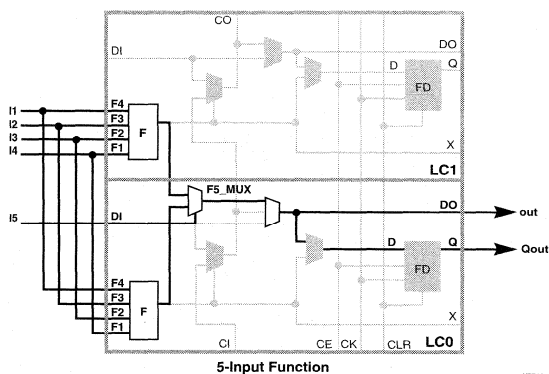 CO
DI
DO
D
Q
FD
I1
I2
I3
I4
F4
F3
F2
F1
F
X
LC1
F5_MUX
DO
out
I5
DI
D
Q
Qout
FD
F4
F3
F2
F1
F
X
CI
CE
CK
CLR
LC0
5-Input Function